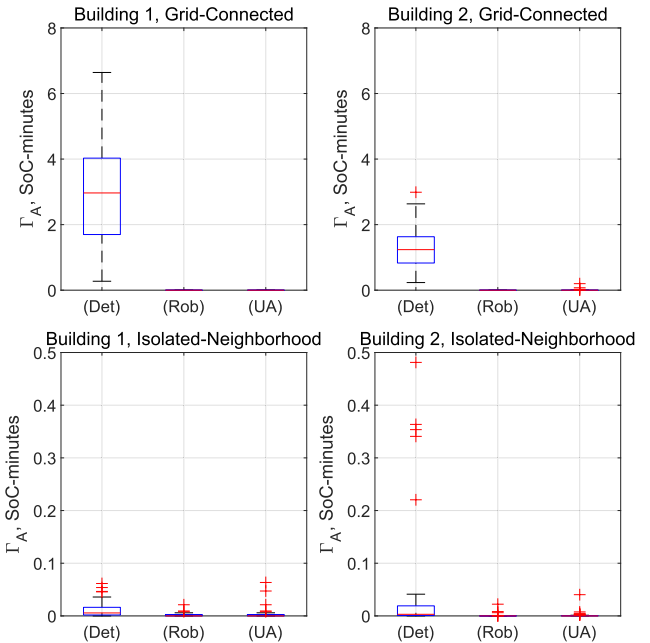 Building 1, Grid-Connected
8
6
4
2
0
Γ_A, SoC-minutes
(Det) (Rob) (UA)
Building 2, Grid-Connected
8
6
4
2
0
Γ_A, SoC-minutes
(Det) (Rob) (UA)
Building 1, Isolated-Neighborhood
0.5
0.4
0.3
0.2
0.1
0
Γ_A, SoC-minutes
(Det) (Rob) (UA)
Building 2, Isolated-Neighborhood
0.5
0.4
0.3
0.2
0.1
0
Γ_A, SoC-minutes
(Det) (Rob) (UA)